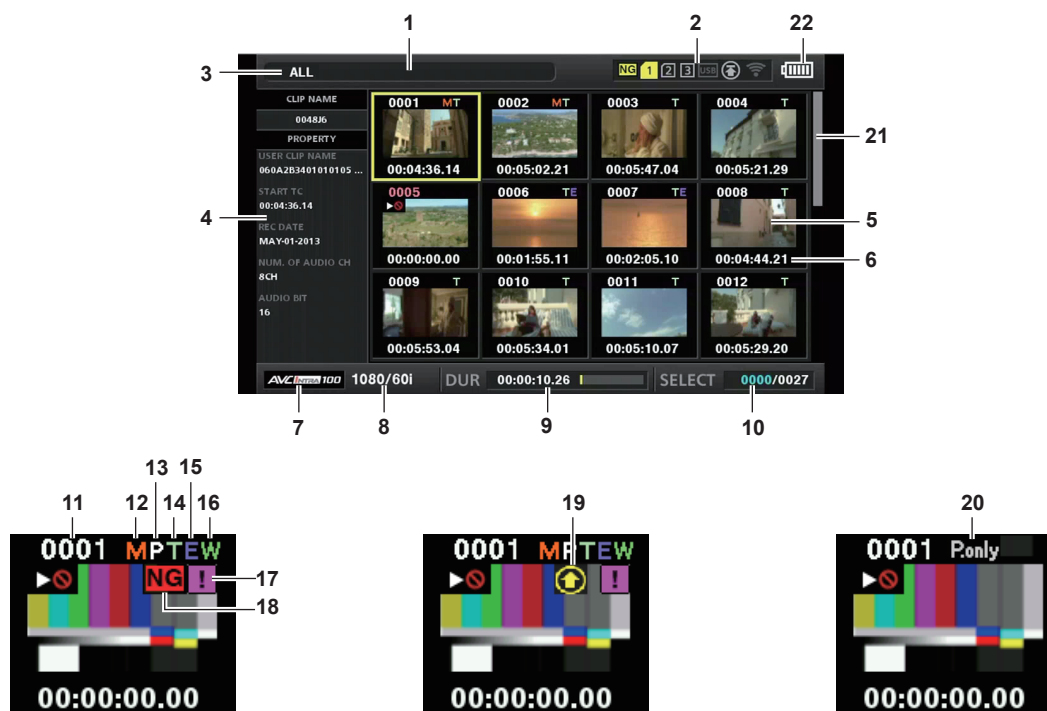 1 2 22
3 ALL NG 1 2 3 USB
CLIP NAME
0048J6
PROPERTY
USER CLIP NAME
060A2B3401010105 ...
START TC
00:04:36.14
4
REC DATE
MAY-01-2013
NUM. OF AUDIO CH
8CH
AUDIO BIT
16
0001 MT 0002 MT 0003 T 0004 T
21
00:04:36.14 00:05:02.21 00:05:47.04 00:05:21.29
0005 0006 TE 0007 TE 0008 T
5
00:00:00.00 00:01:55.11 00:02:05.10 00:04:44.21 6
0009 T 0010 T 0011 T 0012 T
00:05:53.04 00:05:34.01 00:05:10.07 00:05:29.20
AVC INTRA 100 1080/60i DUR 00:00:10.26 SELECT 0000/0027
7 8 9 10
13 15
11 12 14 16
0001 MPTEW
NG !
17
18
00:00:00.00
19
0001 MPTEW
!
00:00:00.00
20
0001 P.only
00:00:00.00